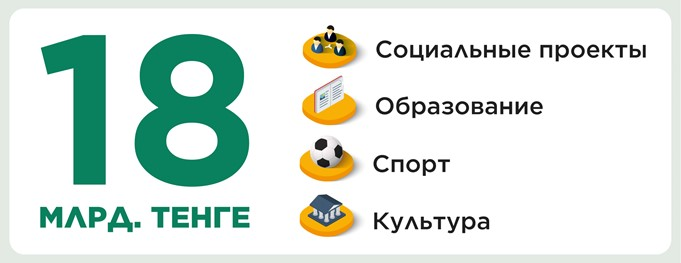 18
МЛРД. ТЕНГЕ
Социальные проекты
Образование
Спорт
Культура